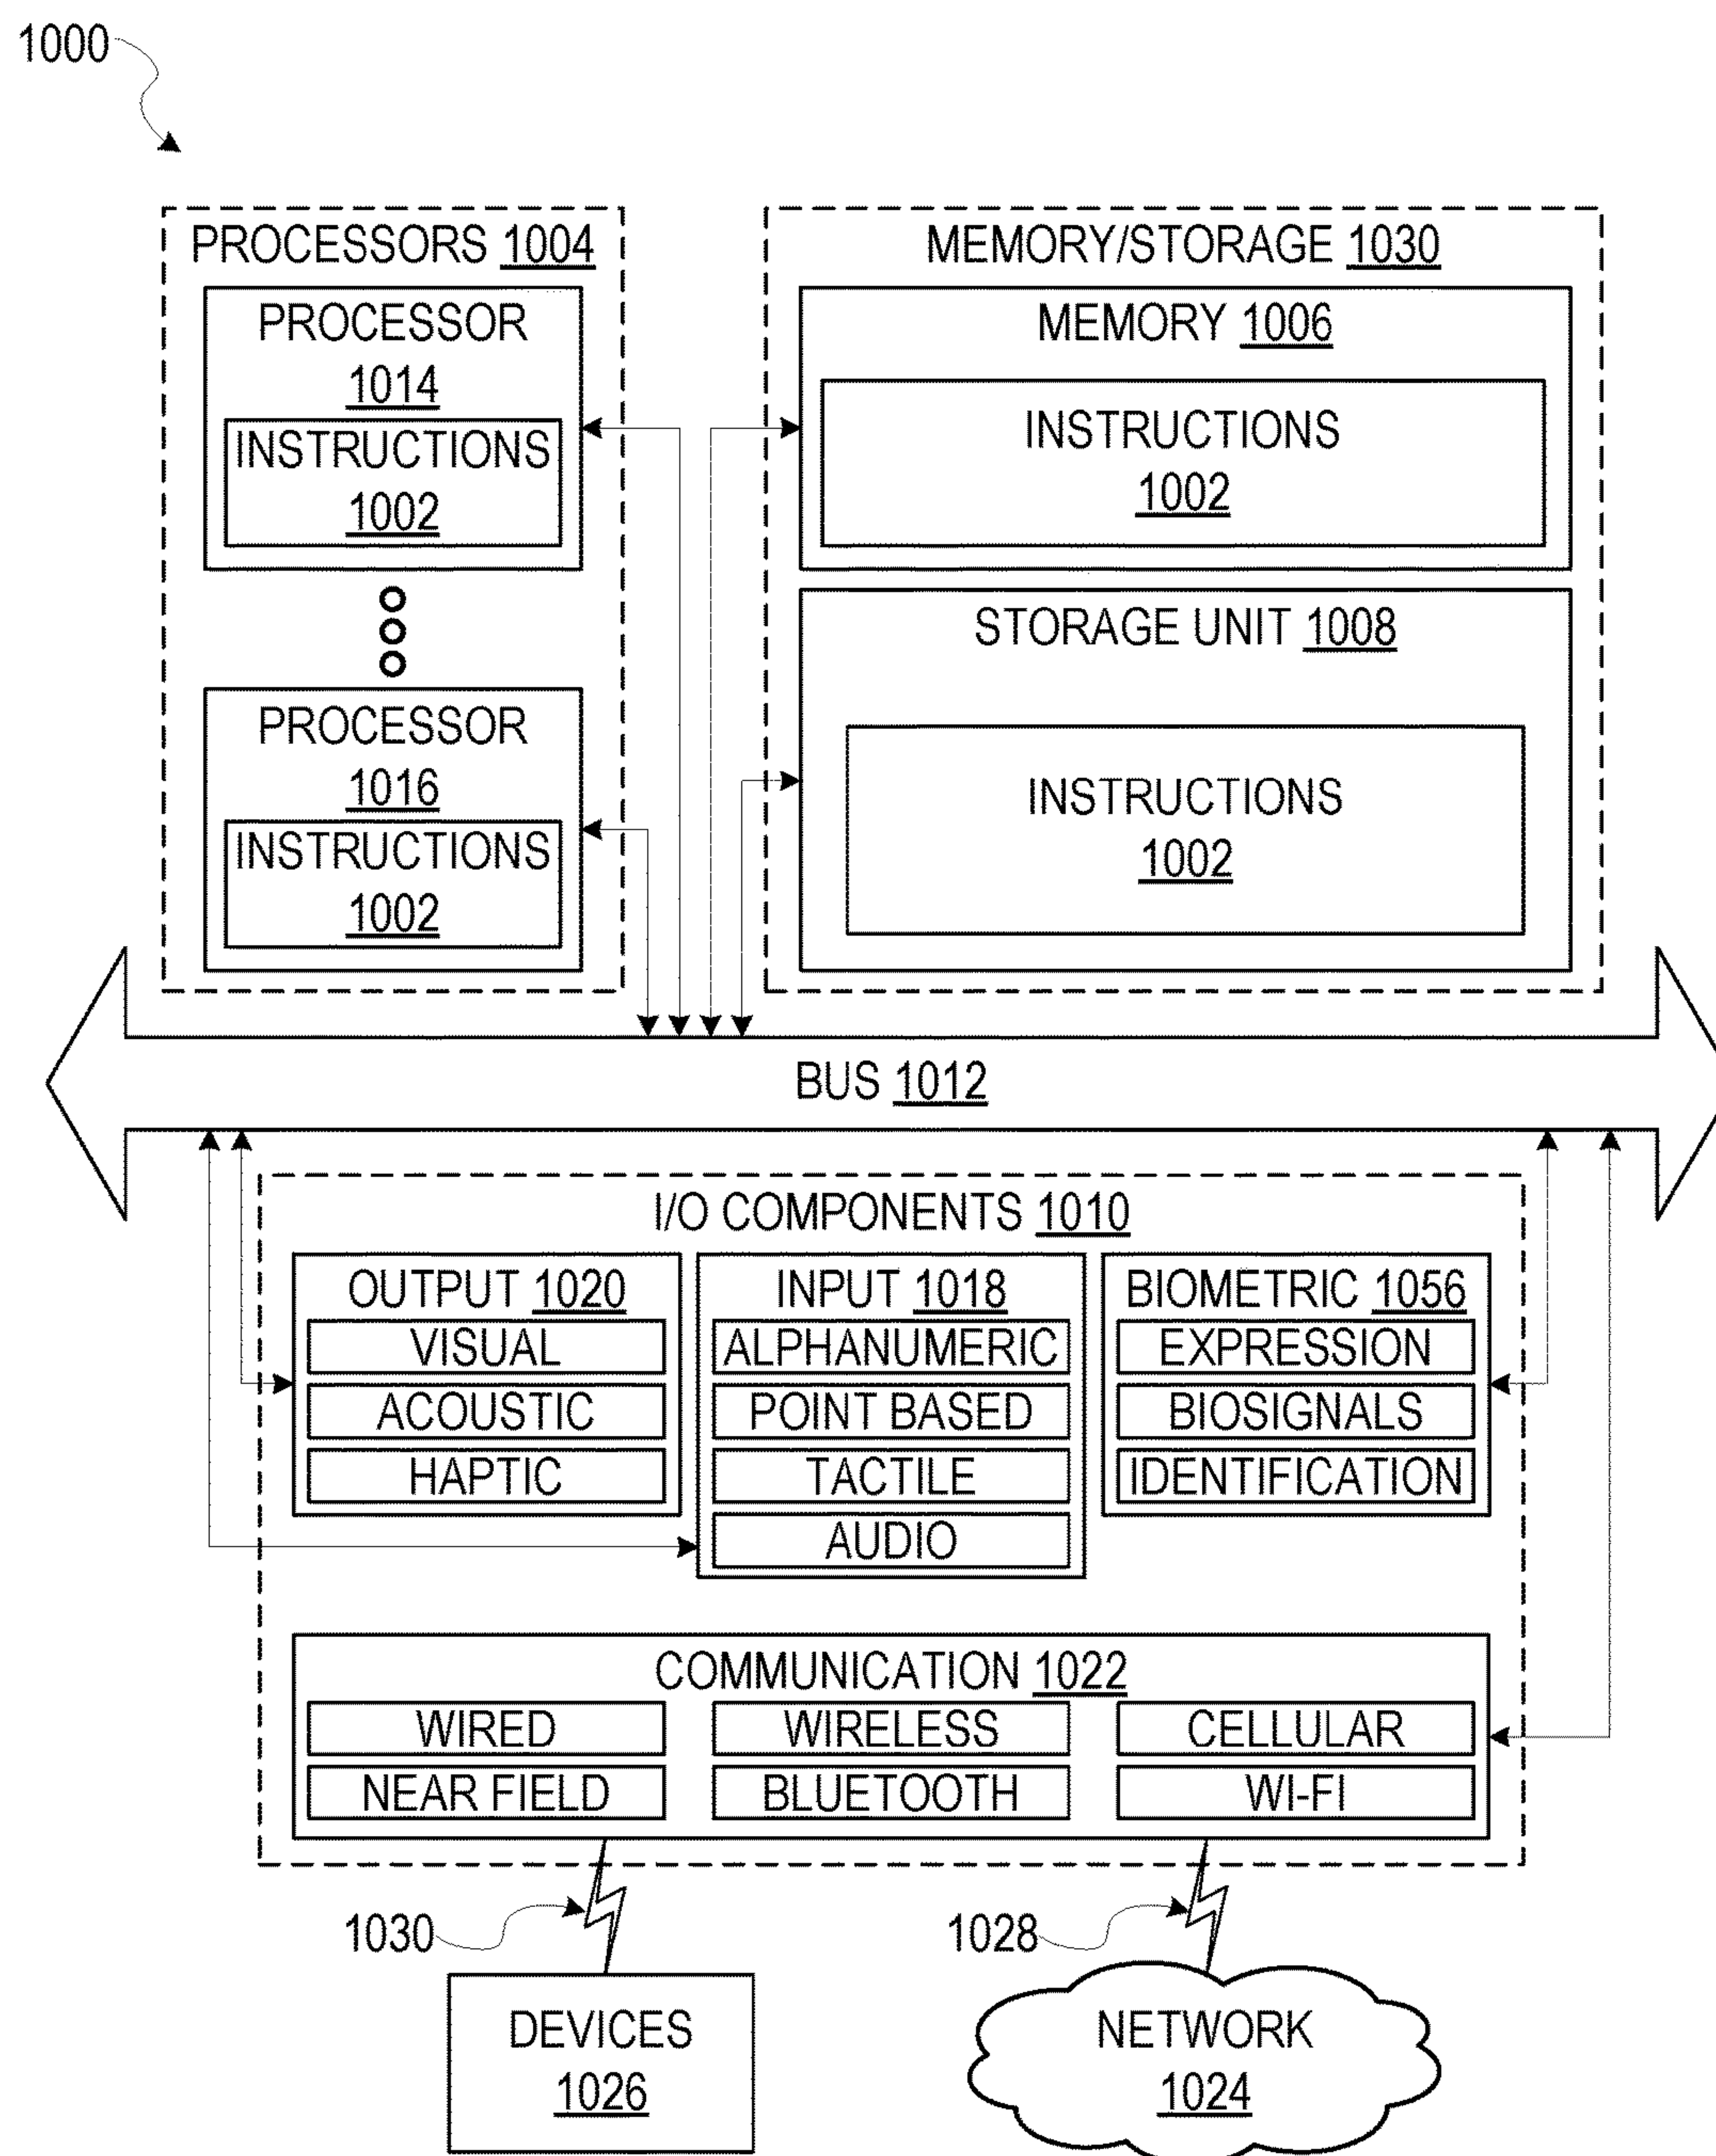 1000
PROCESSORS 1004
PROCESSOR
1014
INSTRUCTIONS
1002
PROCESSOR
1016
INSTRUCTIONS
1002
MEMORY/STORAGE 1030
MEMORY 1006
INSTRUCTIONS
1002
STORAGE UNIT 1008
INSTRUCTIONS
1002
BUS 1012
I/O COMPONENTS 1010
OUTPUT 1020
VISUAL
ACOUSTIC
HAPTIC
INPUT 1018
ALPHANUMERIC
POINT BASED
TACTILE
AUDIO
BIOMETRIC 1056
EXPRESSION
BIOSIGNALS
IDENTIFICATION
COMMUNICATION 1022
WIRED
WIRELESS
CELLULAR
NEAR FIELD
BLUETOOTH
WI-FI
1030
1028
DEVICES
1026
NETWORK
1024